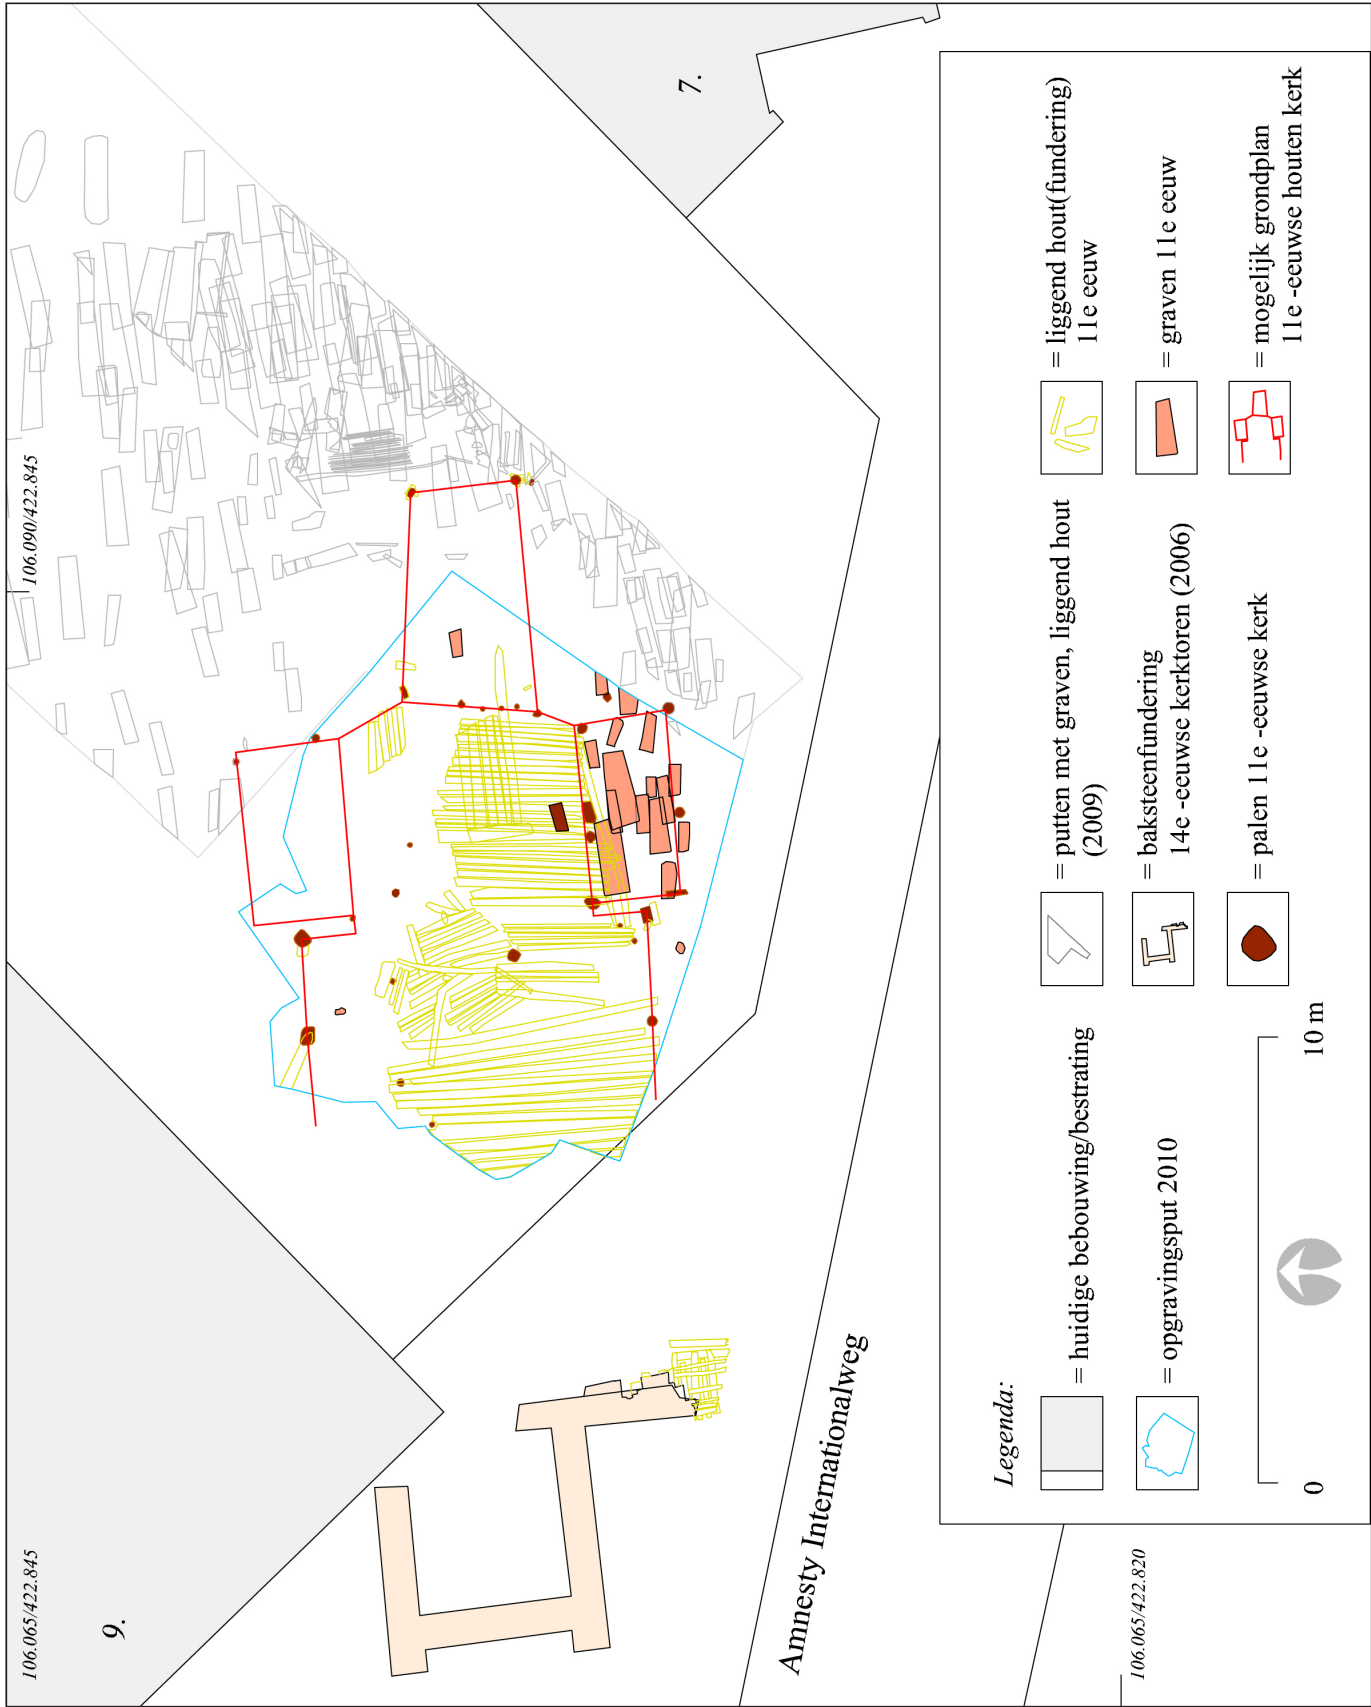 106.065/422.845
106.090/422.845
9.
7.
Amnesty Internationalweg
106.065/422.820
Legenda:
= huidige bebouwing/bestrating
= opgravingsput 2010
0
10 m
= putten met graven, liggend hout
(2009)
= baksteenfundering
14e -eeuwse kerktoren (2006)
= palen 11e -eeuwse kerk
= liggend hout(fundering)
11e eeuw
= graven 11e eeuw
= mogelijk grondplan
11e -eeuwse houten kerk